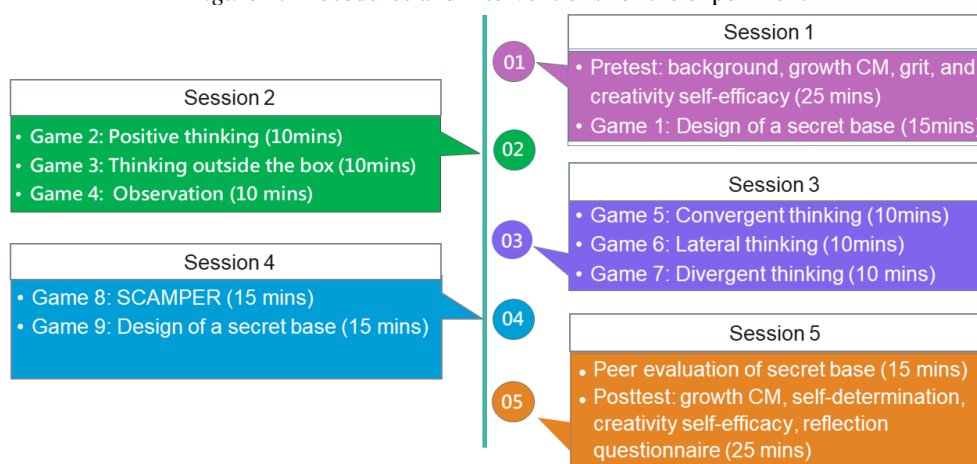 Session 1
01
• Pretest: background, growth CM, grit, and
creativity self-efficacy (25 mins)
• Game 1: Design of a secret base (15mins)
Session 2
• Game 2: Positive thinking (10mins)
• Game 3: Thinking outside the box (10mins)
• Game 4: Observation (10 mins)
02
Session 3
03
• Game 5: Convergent thinking (10mins)
• Game 6: Lateral thinking (10mins)
• Game 7: Divergent thinking (10 mins)
Session 4
• Game 8: SCAMPER (15 mins)
• Game 9: Design of a secret base (15 mins)
04
Session 5
05
• Peer evaluation of secret base (15 mins)
• Posttest: growth CM, self-determination,
creativity self-efficacy, reflection
questionnaire (25 mins)